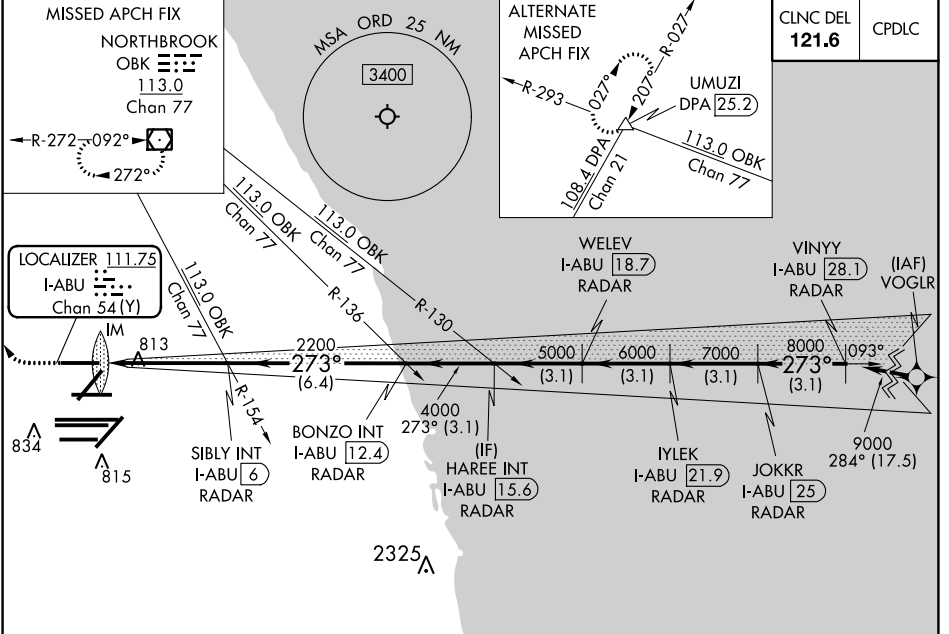 MISSED APCH FIX
NORTHBROOK
OBK
113.0
Chan 77
R-272
092°
272°
MSA ORD 25 NM
3400
ALTERNATE
MISSED
APCH FIX
R-027
R-293
027°
207°
UMUZI
DPA 25.2
108.4 DPA
Chan 21
113.0 OBK
Chan 77
CLNC DEL
121.6
CPDLC
113.0 OBK
Chan 77
113.0 OBK
Chan 77
113.0 OBK
Chan 77
R-136
R-130
R-154
LOCALIZER 111.75
I-ABU
Chan 54 (Y)
IM
813
834
815
2200
273°
(6.4)
4000
273° (3.1)
5000
(3.1)
6000
(3.1)
7000
(3.1)
8000
273°
(3.1)
093°
9000
284° (17.5)
WELEV
I-ABU 18.7
RADAR
VINYY
I-ABU 28.1
RADAR
(IAF)
VOGLR
SIBLY INT
I-ABU 6
RADAR
BONZO INT
I-ABU 12.4
RADAR
(IF)
HAREE INT
I-ABU 15.6
RADAR
IYLEK
I-ABU 21.9
RADAR
JOKKR
I-ABU 25
RADAR
2325